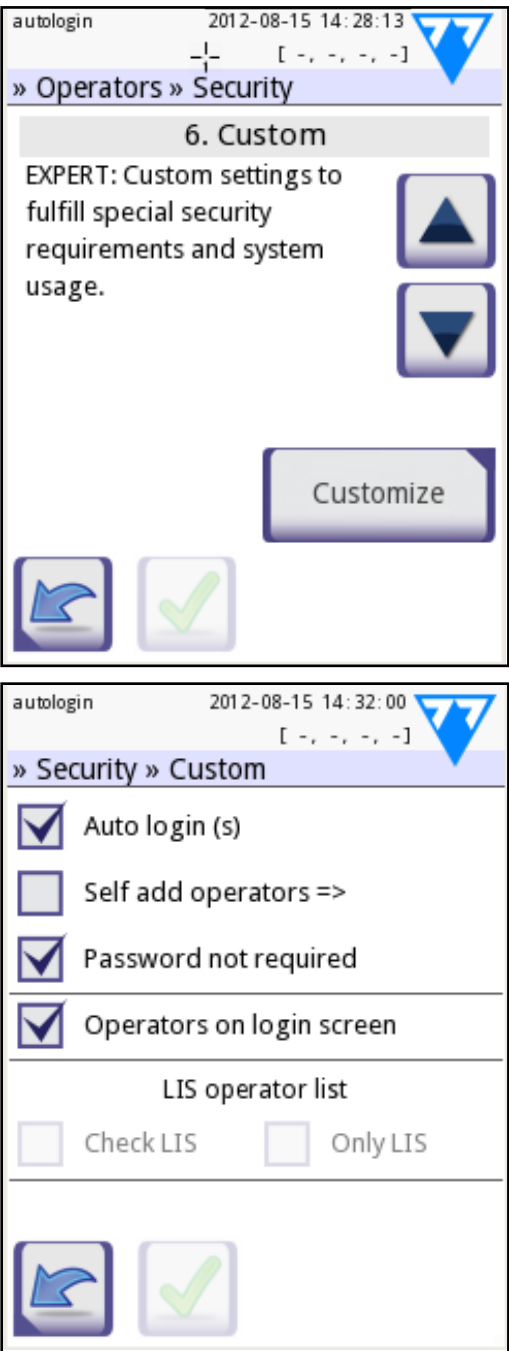 autologin 2012-08-15 14:28:13
[ -, -, -, -]
» Operators » Security
6. Custom
EXPERT: Custom settings to
fulfill special security
requirements and system
usage.
Customize
autologin 2012-08-15 14:32:00
[ -, -, -, -]
» Security » Custom
Auto login (s)
Self add operators =>
Password not required
Operators on login screen
LIS operator list
Check LIS Only LIS